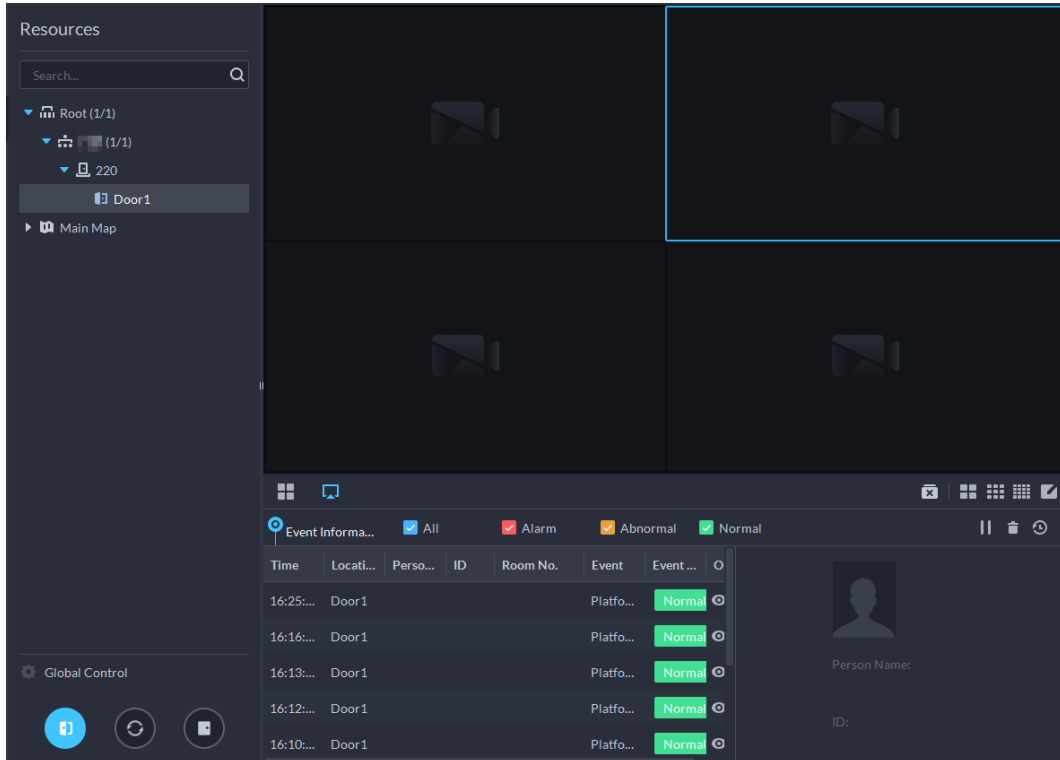 Resources
Search...
Root (1/1)
(1/1)
220
Door1
Main Map
Global Control
Event Informa...
All
Alarm
Abnormal
Normal
Time Locati... Perso... ID Room No. Event Event ... O
16:25:... Door1 Platfo... Normal
16:16:... Door1 Platfo... Normal
16:13:... Door1 Platfo... Normal
16:12:... Door1 Platfo... Normal
16:10:... Door1 Platfo... Normal
Person Name:
ID: